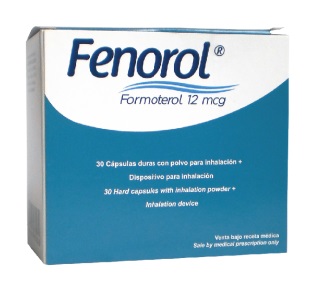 Fenorol®
Formoterol 12 mcg
30 Cápsulas duras con polvo para inhalación +
Dispositivo para inhalación
30 Hard capsules with inhalation powder +
Inhalation device
Venta bajo receta médica
Sale by medical prescription only